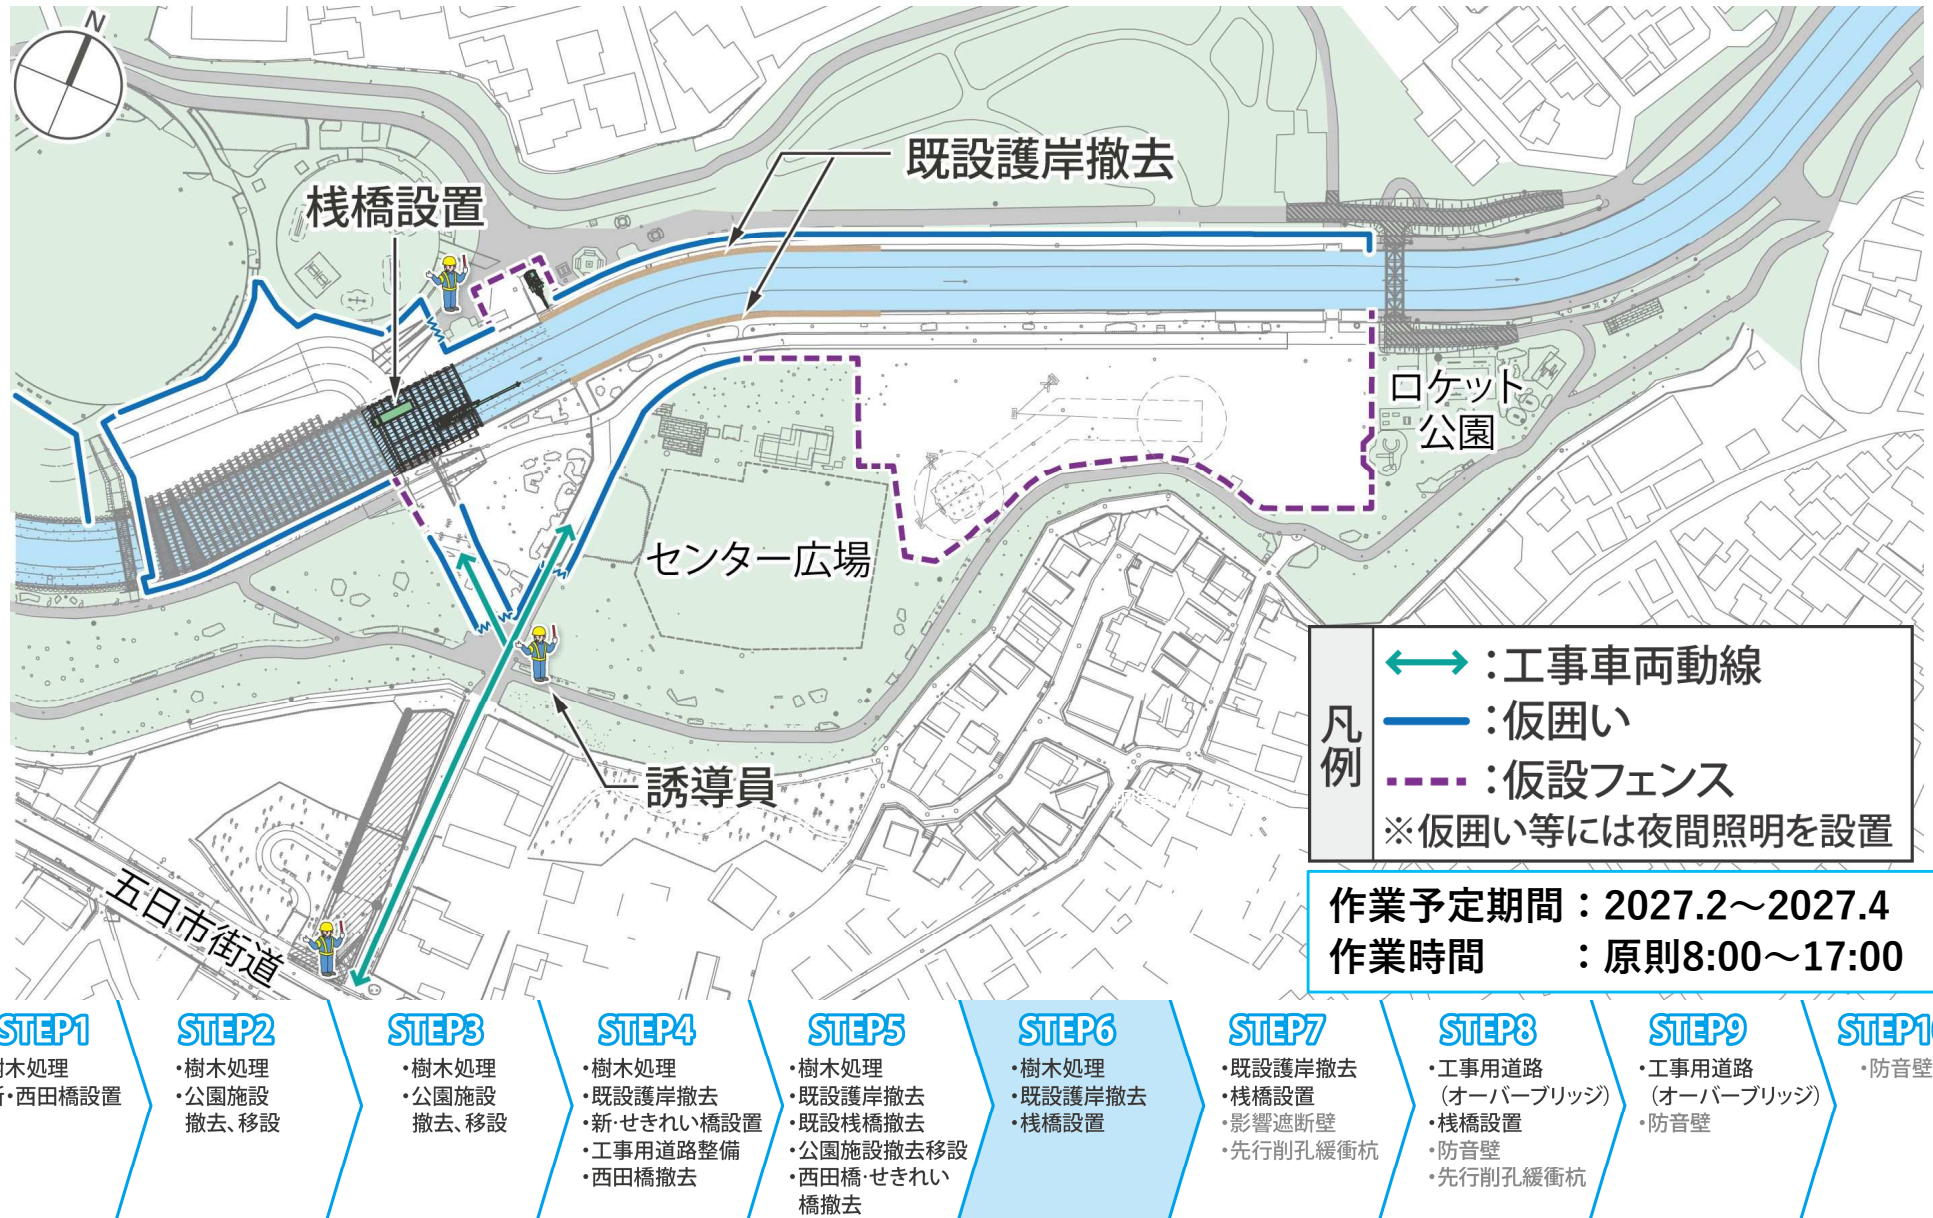 N
既設護岸撤去
桟橋設置
ロケット
公園
センター広場
誘導員
五日市街道
凡例
：工事車両動線
：仮囲い
：仮設フェンス
※仮囲い等には夜間照明を設置
作業予定期間：2027.2～2027.4
作業時間　　：原則8:00～17:00
STEP1
樹木処理
・西田橋設置
STEP2
・樹木処理
・公園施設
撤去、移設
STEP3
・樹木処理
・公園施設
撤去、移設
STEP4
・樹木処理
・既設護岸撤去
・新・せきれい橋設置
・工事用道路整備
・西田橋撤去
STEP5
・樹木処理
・既設護岸撤去
・既設桟橋撤去
・公園施設撤去移設
・西田橋・せきれい
橋撤去
STEP6
・樹木処理
・既設護岸撤去
・桟橋設置
STEP7
・既設護岸撤去
・桟橋設置
・影響遮断壁
・先行削孔緩衝杭
STEP8
・工事用道路
（オーバーブリッジ）
・桟橋設置
・防音壁
・先行削孔緩衝杭
STEP9
・工事用道路
（オーバーブリッジ）
・防音壁
STEP10
・防音壁